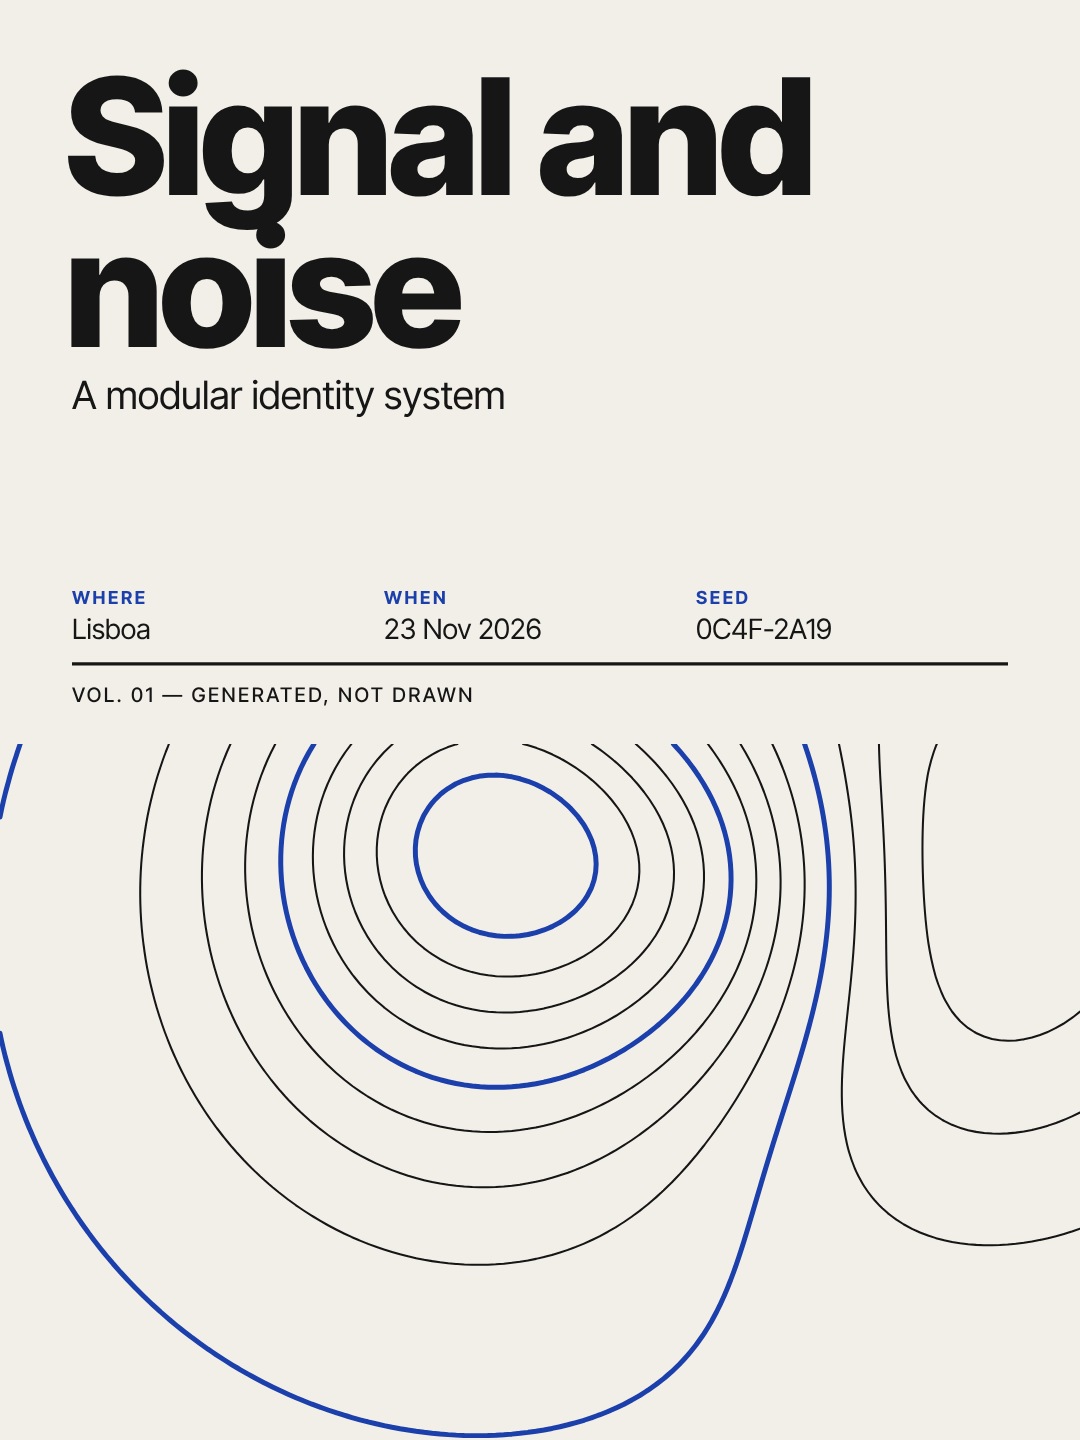 Signal and
noise
A modular identity system
WHERE
Lisboa
WHEN
23 Nov 2026
SEED
0C4F-2A19
VOL. 01 — GENERATED, NOT DRAWN